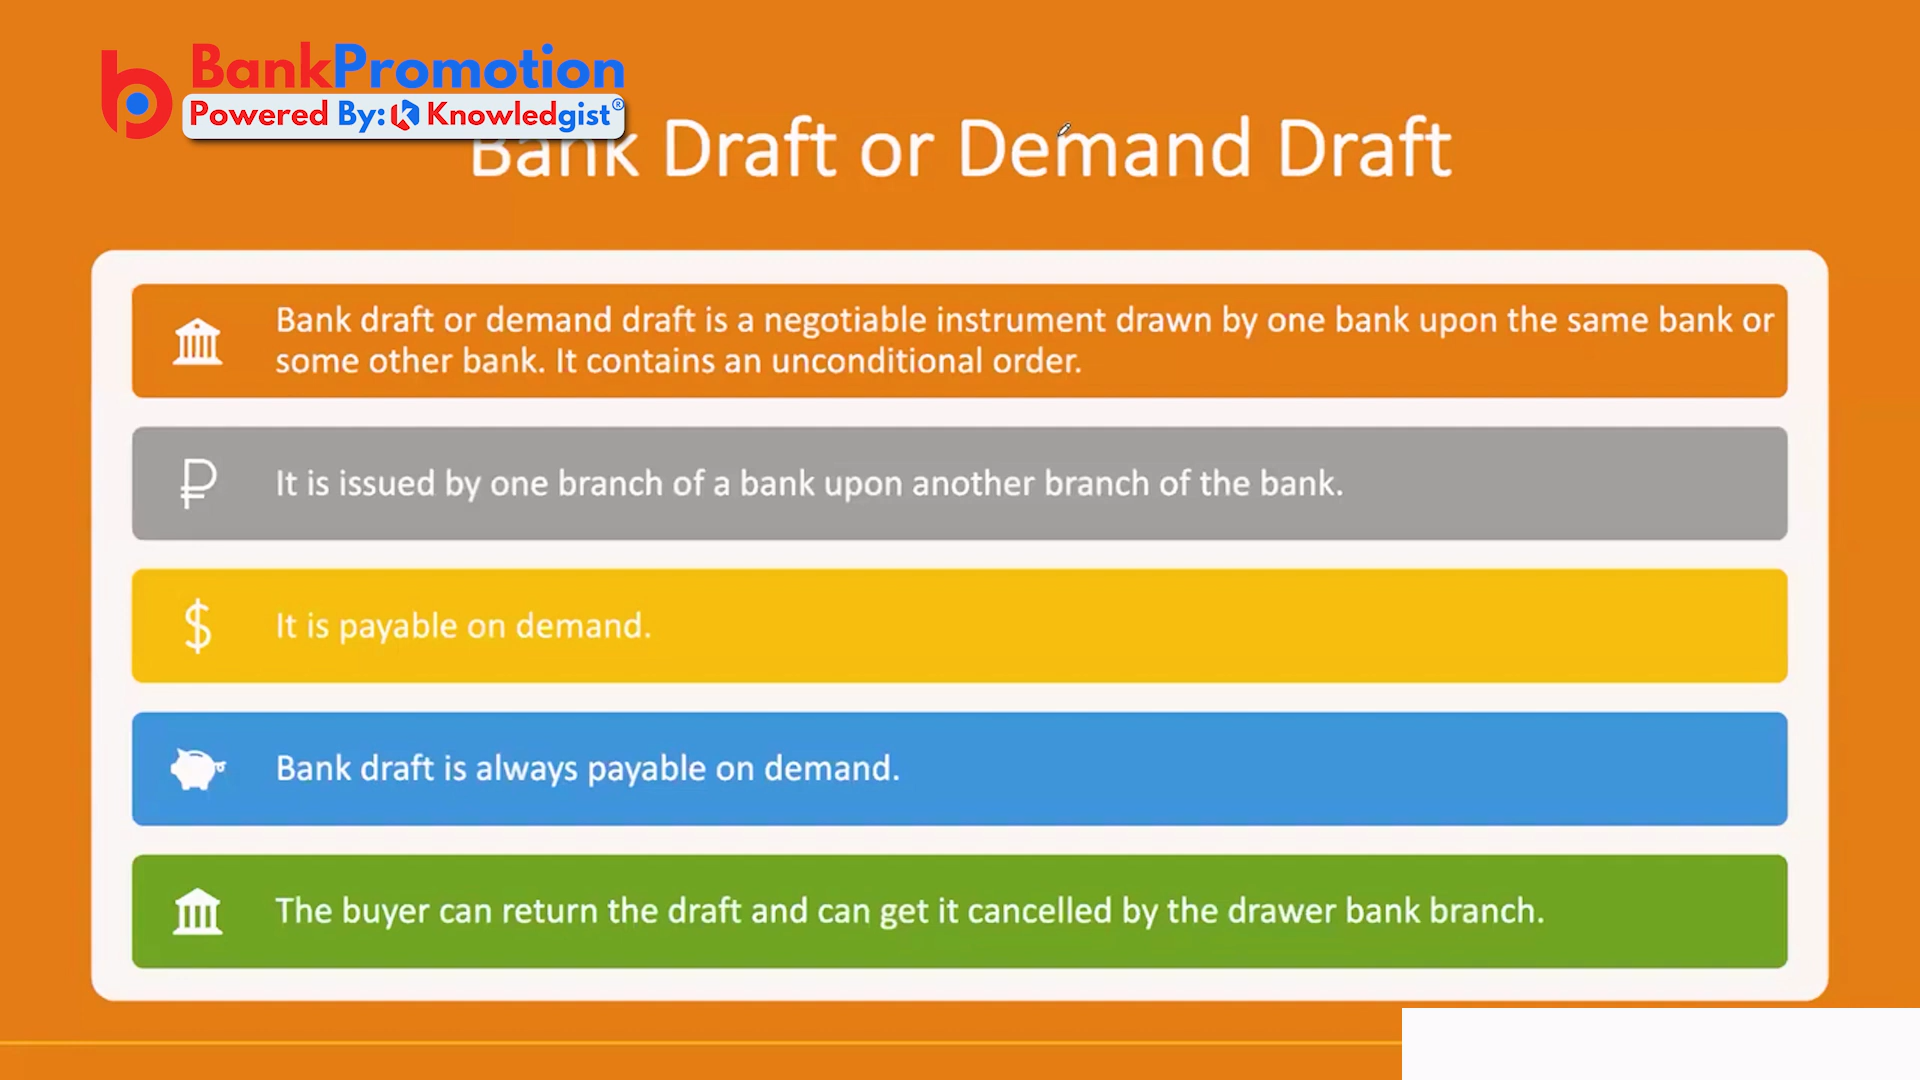 BankPromotion
Powered By: Knowledgist®
Bank Draft or Demand Draft
Bank draft or demand draft is a negotiable instrument drawn by one bank upon the same bank or
some other bank. It contains an unconditional order.
It is issued by one branch of a bank upon another branch of the bank.
It is payable on demand.
Bank draft is always payable on demand.
The buyer can return the draft and can get it cancelled by the drawer bank branch.